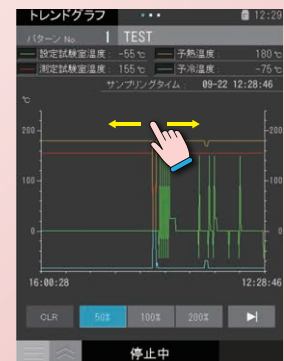 トレンドグラフ 12:29
パターン No. 1 TEST
設定試験室温度: -55℃ 予熱温度: 180℃
測定試験室温度: 155℃ 予冷温度: -75℃
サンプリングタイム: 09-22 12:28:46
℃
200 200
100 100
0 0
16:00:28 12:28:46
CLR 50% 100% 200%
停止中